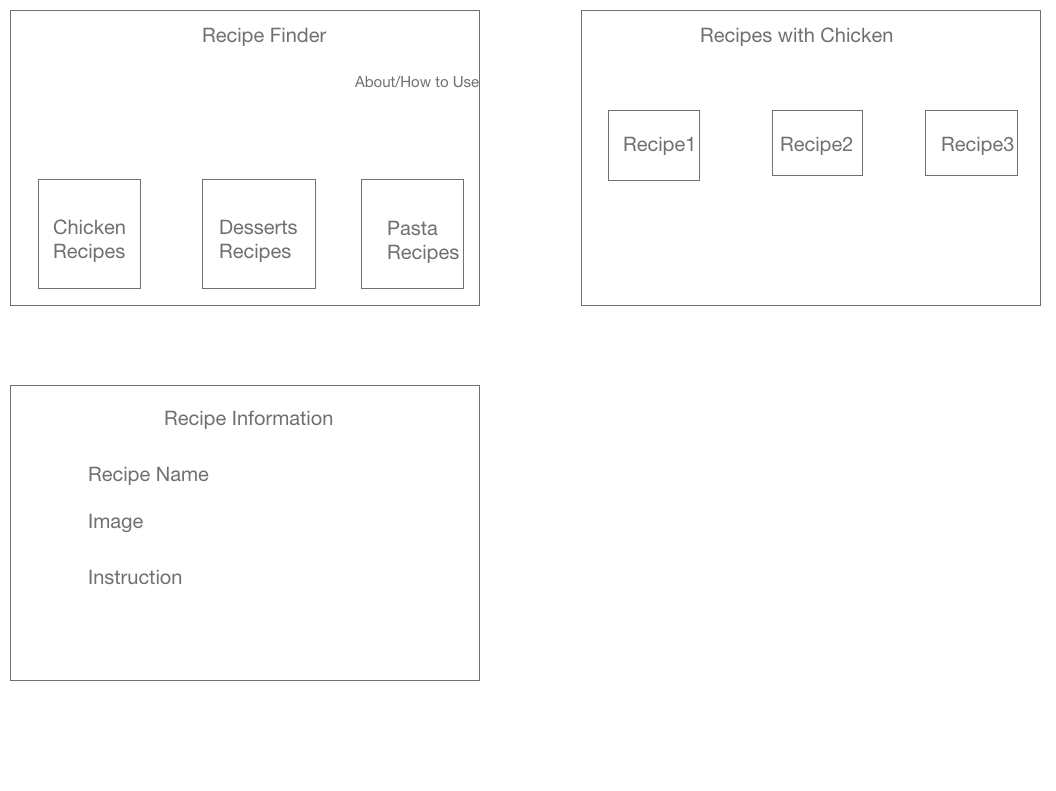 Recipe Finder
About/How to Use
Chicken
Recipes
Desserts
Recipes
Pasta
Recipes
Recipes with Chicken
Recipe1
Recipe2
Recipe3
Recipe Information
Recipe Name
Image
Instruction